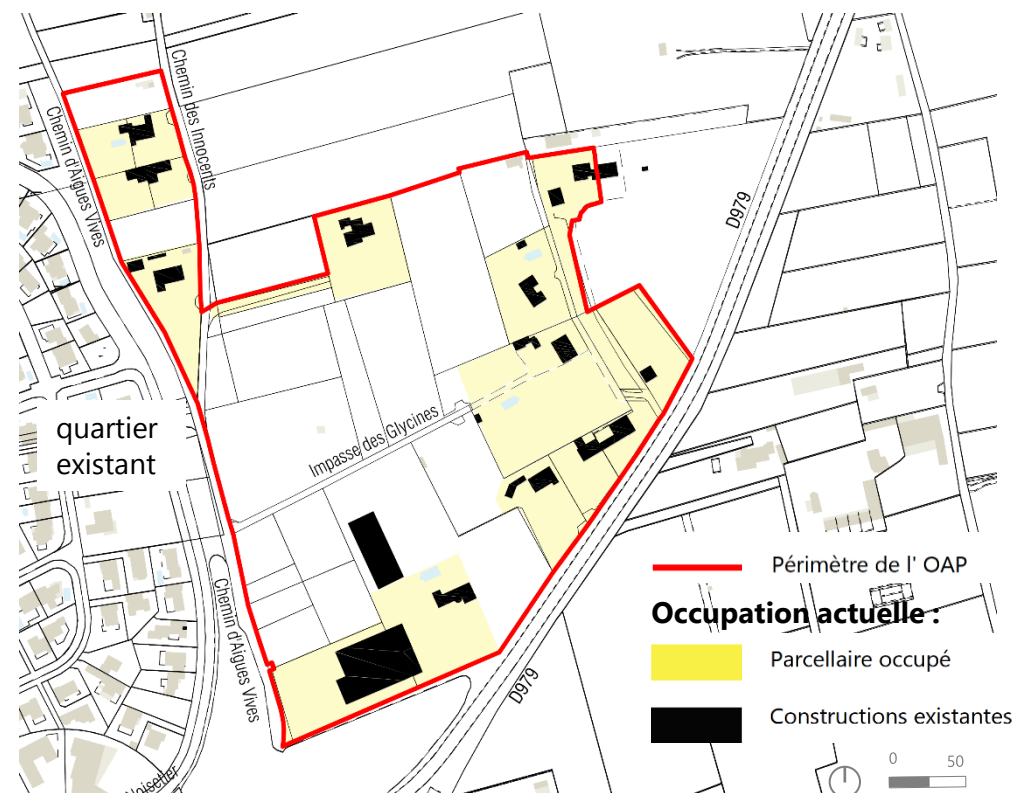 Chemin des Innocents
Chemin d'Aigues Vives
D979
quartier
existant
Impasse des Glycines
Chemin d'Aigues Vives
D979
Noisetier
Périmètre de l' OAP
Occupation actuelle :
Parcellaire occupé
Constructions existantes
0 50